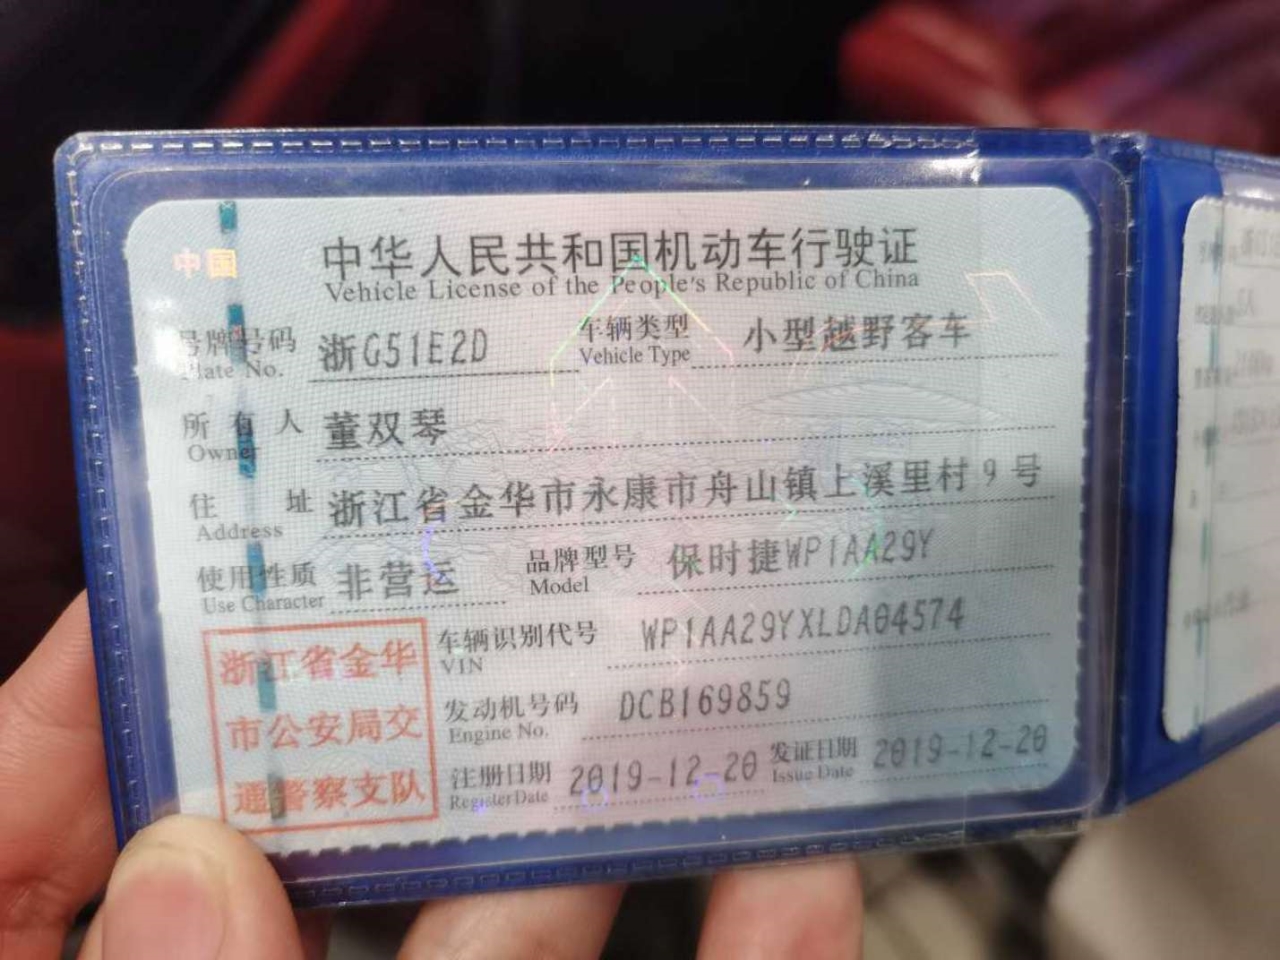 中国
中华人民共和国机动车行驶证
Vehicle License of the People's Republic of China
号牌号码 浙G51E2D 车辆类型 小型越野客车
Plate No. Vehicle Type
所有人 董双琴
Owner
住址 浙江省金华市永康市舟山镇上溪里村9号
Address
使用性质 非营运 品牌型号 保时捷WP1AA29Y
Use Character Model
车辆识别代号 WP1AA29YXLDA04574
VIN
发动机号码 DCB169859
Engine No.
注册日期 2019-12-20 发证日期 2019-12-20
Register Date Issue Date
浙江省金华
市公安局交
通警察支队